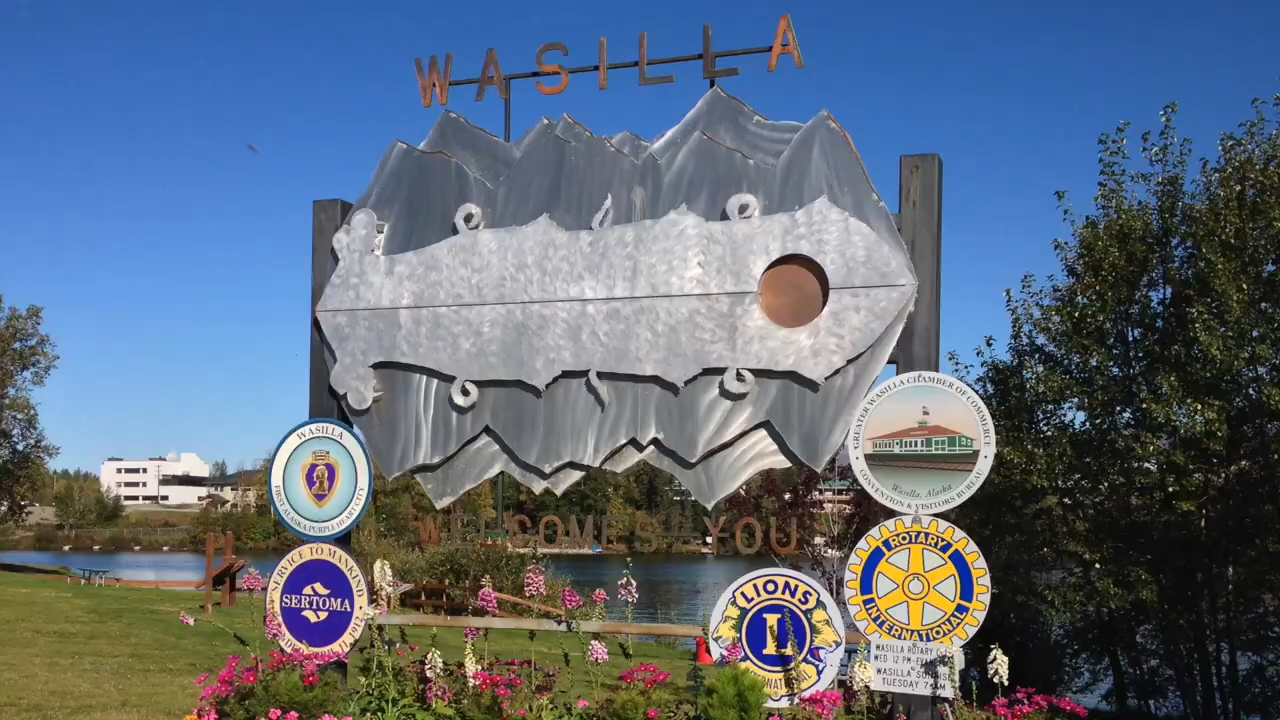 WASILLA
WELCOMES YOU
WASILLA
FIRST ALASKA PURPLE HEART CITY
SERVICE TO MANKIND
SERTOMA
GREATER WASILLA CHAMBER OF COMMERCE
Wasilla, Alaska
CONVENTION & VISITORS BUREAU
ROTARY
INTERNATIONAL
LIONS
L
WASILLA ROTARY
WED 12 PM
WASILLA
TUESDAY